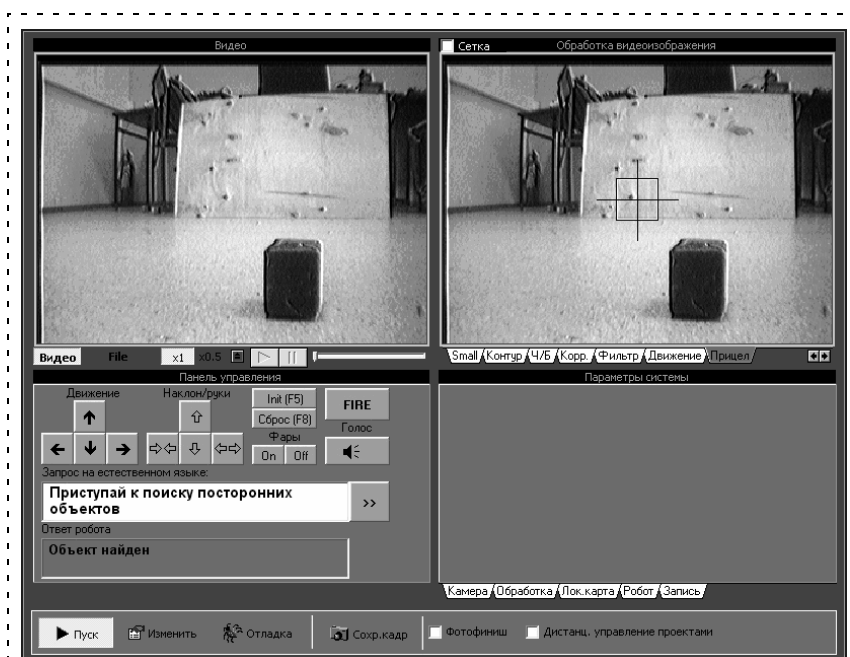 Видео
Сетка Обработка видеоизображения
Видео File x1 x0.5
Small Контур Ч/Б Корр. Фильтр Движение Прицел
Панель управления
Параметры системы
Движение Наклон/руки
Init (F5)
FIRE
Сброс (F8)
Голос
Фары
On Off
Запрос на естественном языке:
Приступай к поиску посторонних
объектов
>>
Ответ робота
Объект найден
Камера Обработка Лок.карта Робот Запись
Пуск Изменить Отладка Сохр.кадр Фотофиниш Дистанц. управление проектами